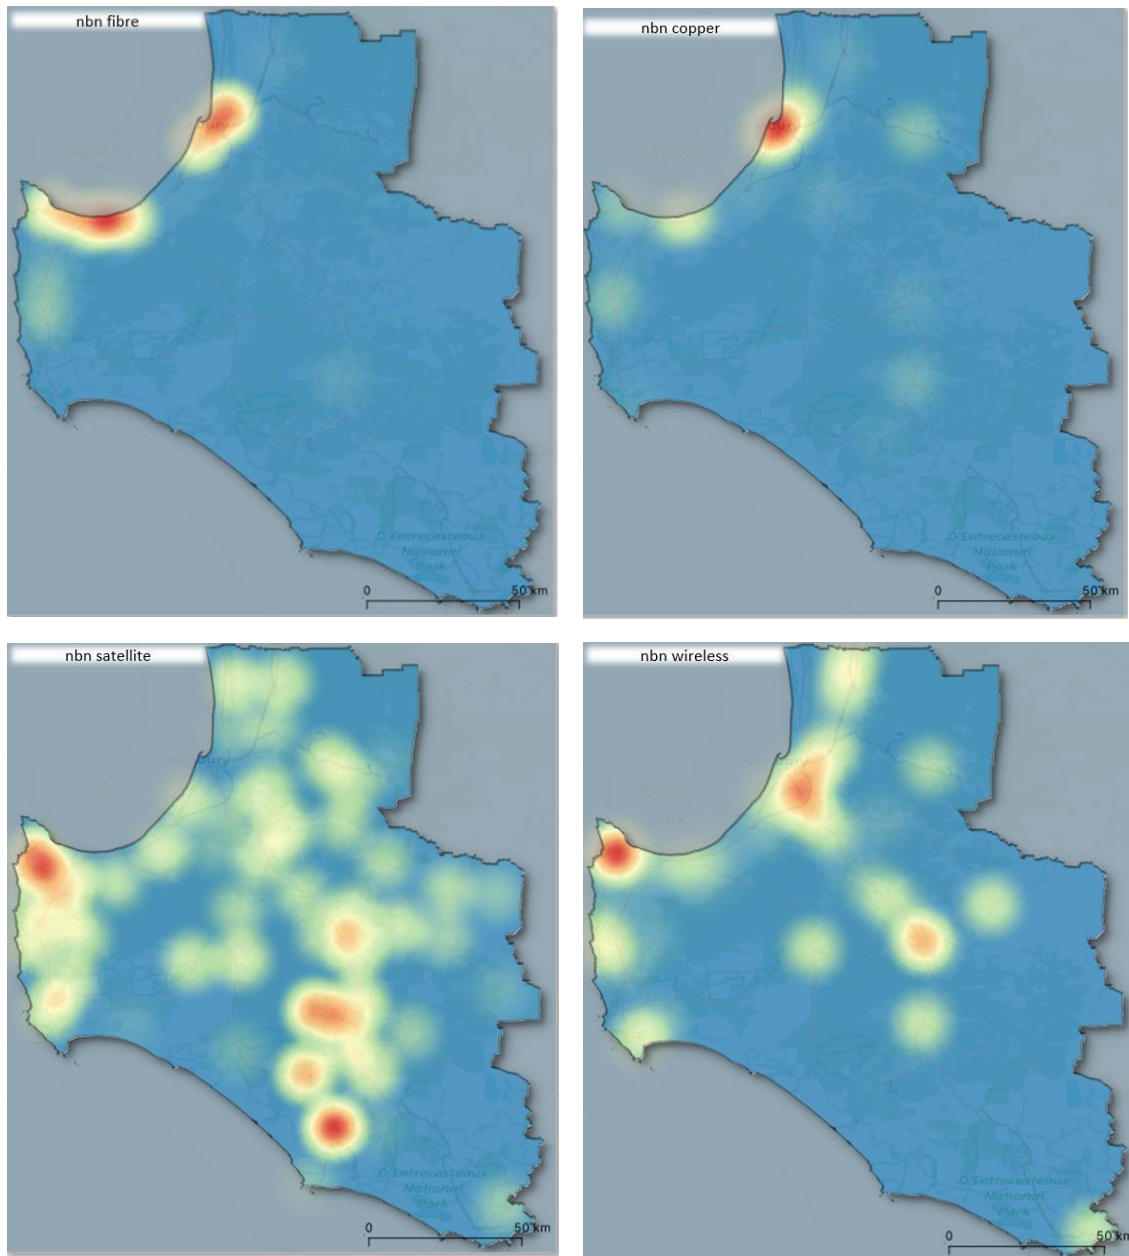 nbn fibre
nbn copper
D'Entrecasteaux
National
Park
0
50 km
D'Entrecasteaux
National
Park
0
50 km
nbn satellite
nbn wireless
D'Entrecasteaux
National
Park
0
50 km
D'Entrecasteaux
National
Park
0
50 km